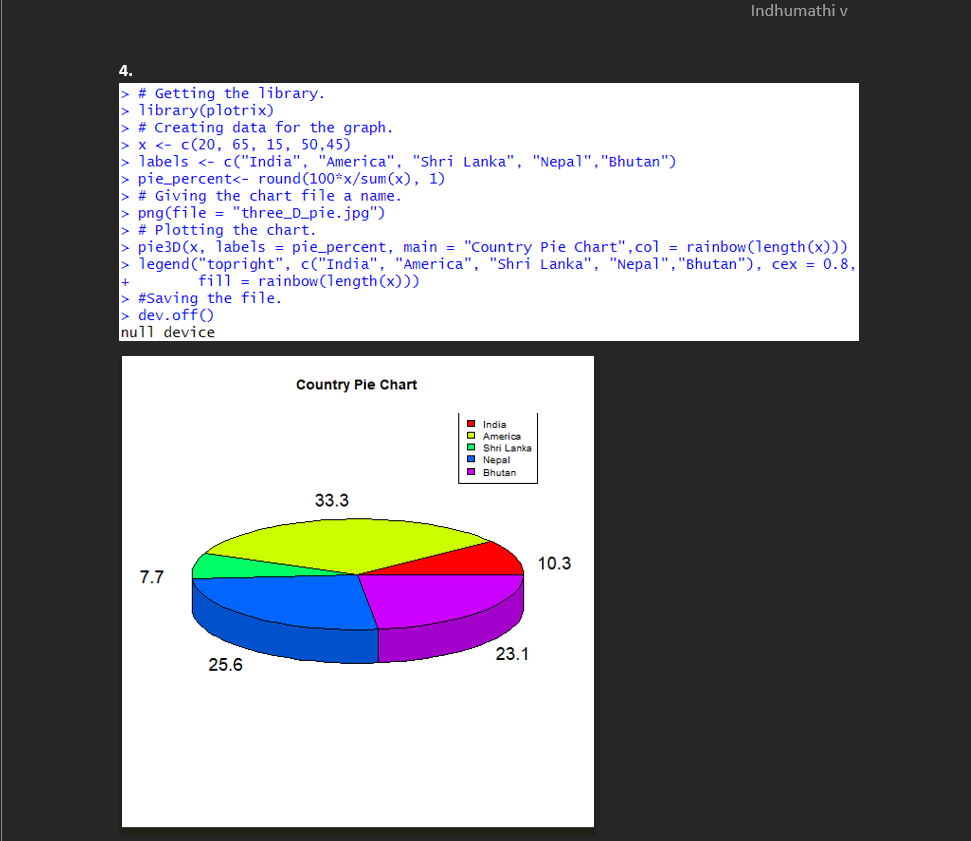 Indhumathi v
4.
> # Getting the library.
> library(plotrix)
> # Creating data for the graph.
> x <- c(20, 65, 15, 50,45)
> labels <- c("India", "America", "Shri Lanka", "Nepal","Bhutan")
> pie_percent<- round(100*x/sum(x), 1)
> # Giving the chart file a name.
> png(file = "three_D_pie.jpg")
> # Plotting the chart.
> pie3D(x, labels = pie_percent, main = "Country Pie Chart",col = rainbow(length(x)))
> legend("topright", c("India", "America", "Shri Lanka", "Nepal","Bhutan"), cex = 0.8,
+        fill = rainbow(length(x)))
> #Saving the file.
> dev.off()
null device
Country Pie Chart
India
America
Shri Lanka
Nepal
Bhutan
33.3
10.3
7.7
23.1
25.6